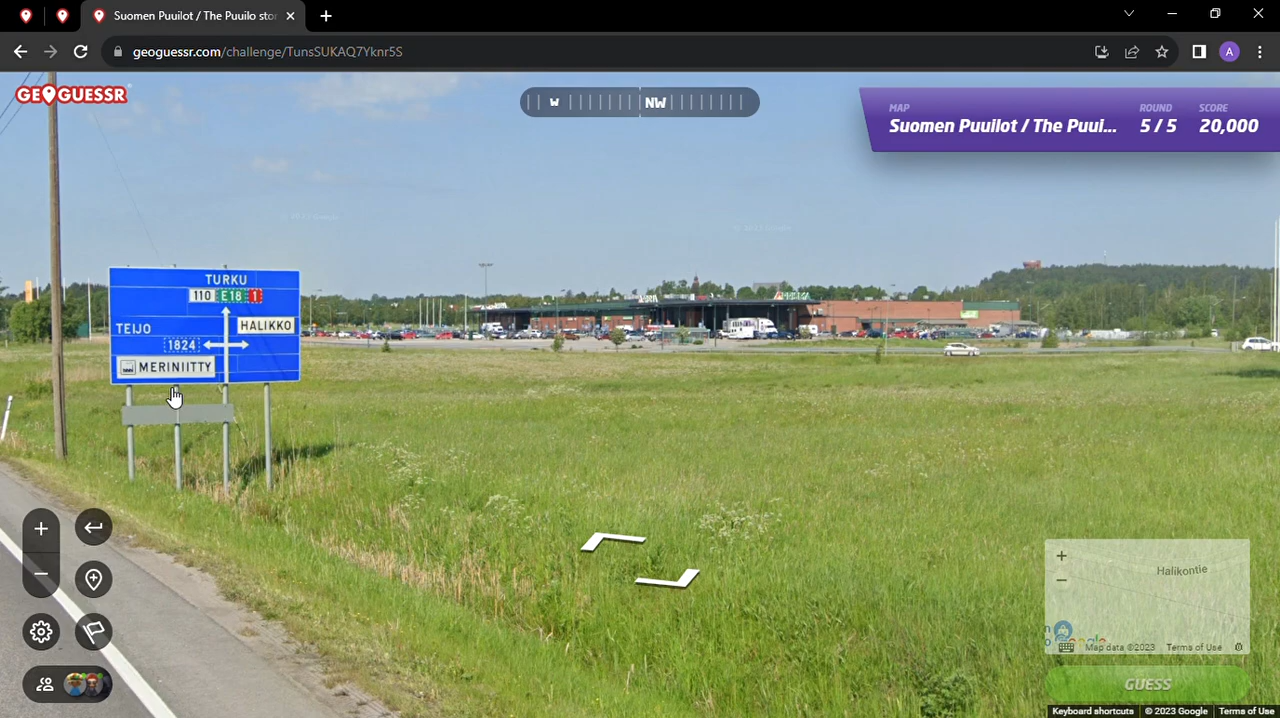 Suomen Puuilot / The Puuilo stor
geoguessr.com/challenge/TunsSUKAQ7Yknr5S
A
GEOGUESSR
W NW
MAP ROUND SCORE
Suomen Puuilot / The Puui... 5 / 5 20,000
TURKU
110 E18 1
TEIJO HALIKKO
1824
MERINIITTY
Halikontie
Map data ©2023 Terms of Use
GUESS
Keyboard shortcuts © 2023 Google Terms of Use